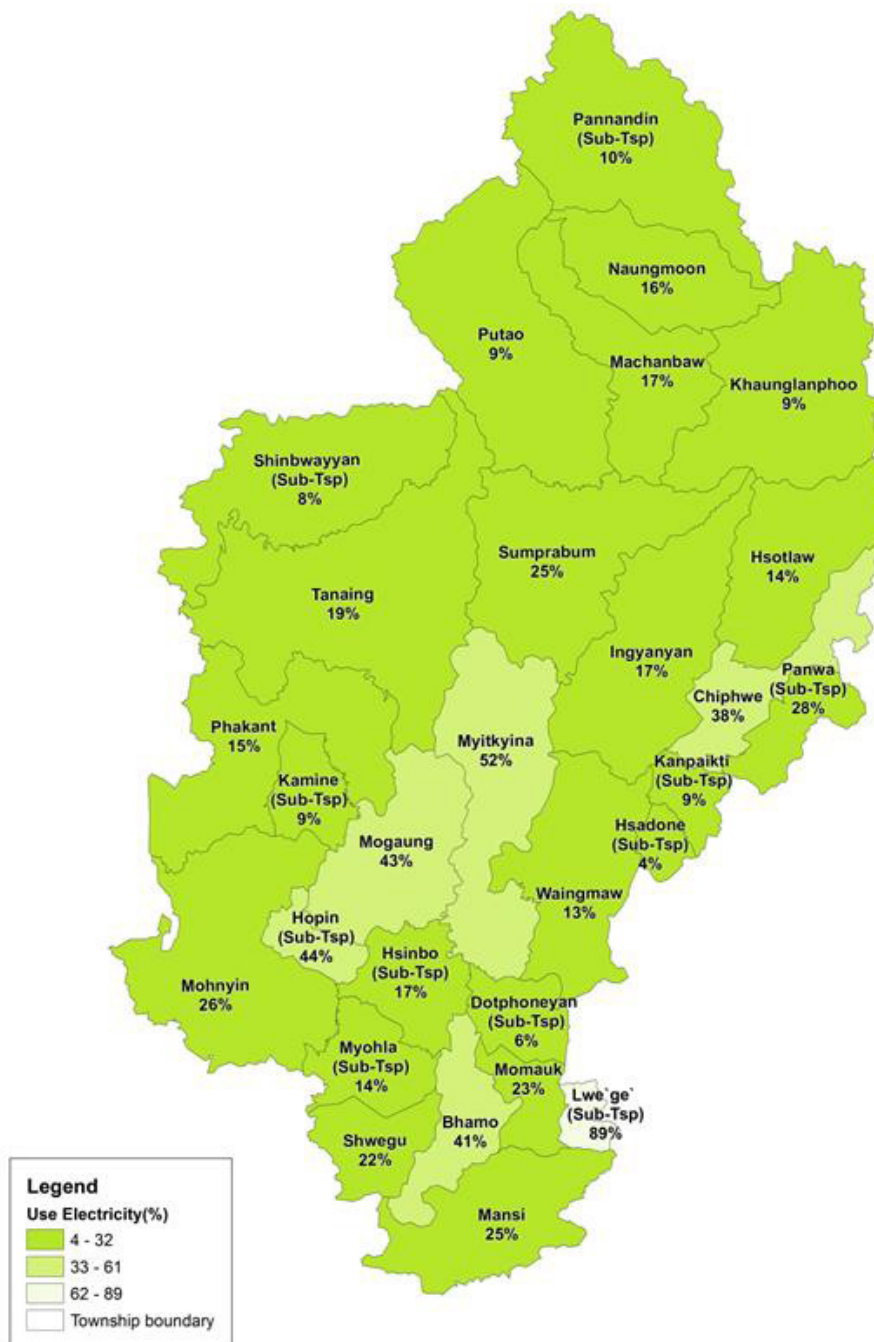 Pannandin
(Sub-Tsp)
10%
Naungmoon
16%
Putao
9%
Machanbaw
17%
Khaunglanphoo
9%
Shinbwayyan
(Sub-Tsp)
8%
Sumprabum
25%
Hsotlaw
14%
Tanaing
19%
Ingyanyan
17%
Panwa
(Sub-Tsp)
28%
Chiphwe
38%
Phakant
15%
Myitkyina
52%
Kamine
(Sub-Tsp)
9%
Kanpaikti
(Sub-Tsp)
9%
Mogaung
43%
Hsadone
(Sub-Tsp)
4%
Waingmaw
13%
Hopin
(Sub-Tsp)
44%
Hsinbo
(Sub-Tsp)
17%
Mohnyin
26%
Dotphoneyan
(Sub-Tsp)
6%
Myohla
(Sub-Tsp)
14%
Momauk
23%
Lwe`ge`
(Sub-Tsp)
89%
Bhamo
41%
Shwegu
22%
Mansi
25%
Legend
Use Electricity(%)
4 - 32
33 - 61
62 - 89
Township boundary